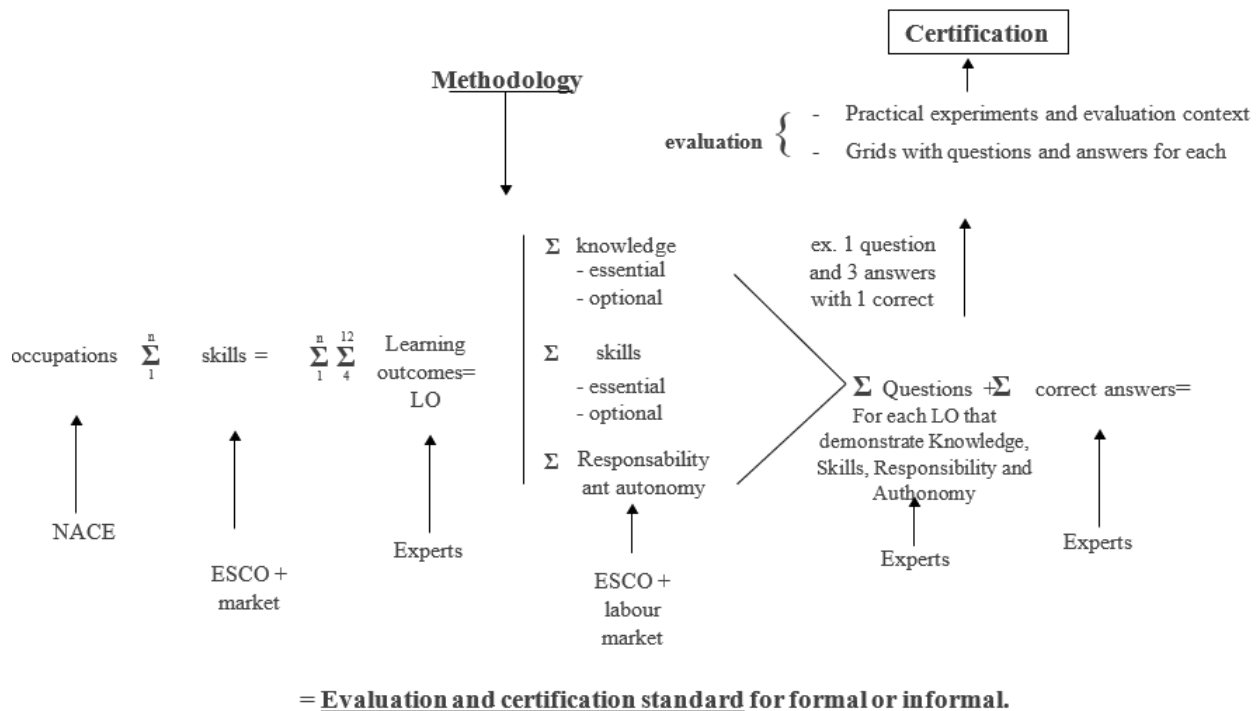 Certification
Methodology
evaluation {
- Practical experiments and evaluation context
- Grids with questions and answers for each
Σ knowledge
- essential
- optional
ex. 1 question
and 3 answers
with 1 correct
occupations n Σ 1 skills = n Σ 1 12 Σ 4 Learning
outcomes=
LO
Σ skills
- essential
- optional
Σ Responsability
ant autonomy
Σ Questions +Σ correct answers=
For each LO that
demonstrate Knowledge,
Skills, Responsibility and
Authonomy
NACE
ESCO +
market
Experts
ESCO +
labour
market
Experts
Experts
= Evaluation and certification standard for formal or informal.